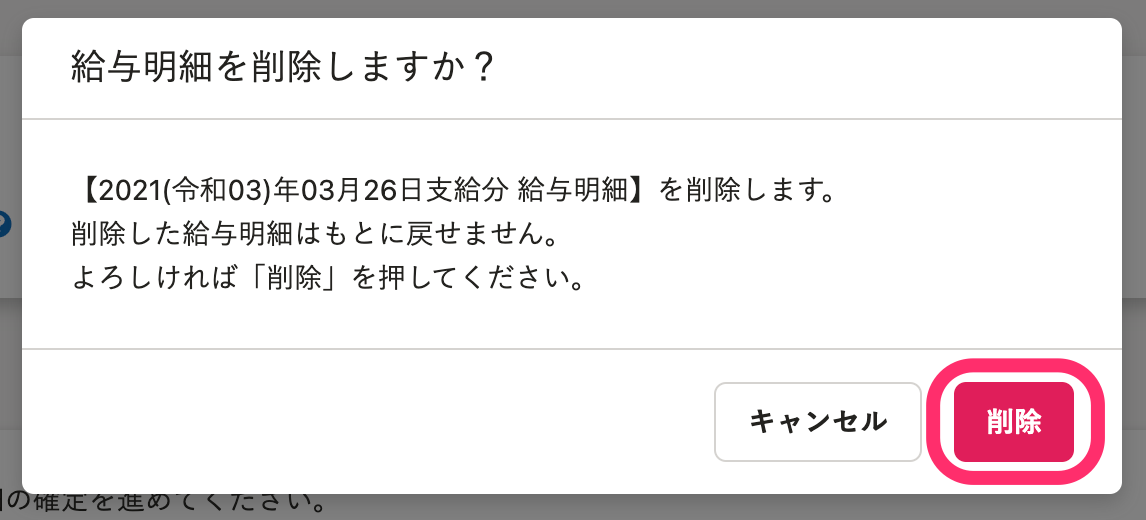 給与明細を削除しますか？
【2021(令和03)年03月26日支給分 給与明細】を削除します。
削除した給与明細はもとに戻せません。
よろしければ「削除」を押してください。
キャンセル
削除
の確定を進めてください。